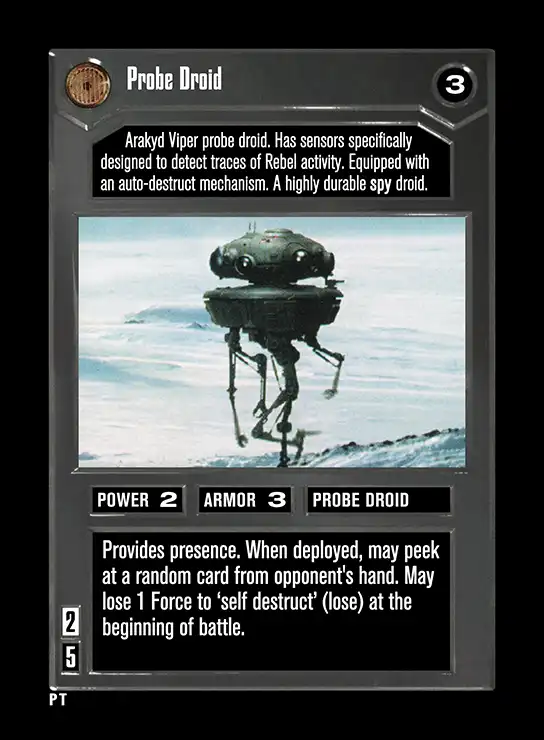 Probe Droid
3
Arakyd Viper probe droid. Has sensors specifically
designed to detect traces of Rebel activity. Equipped with
an auto-destruct mechanism. A highly durable spy droid.
POWER 2
ARMOR 3
PROBE DROID
Provides presence. When deployed, may peek
at a random card from opponent's hand. May
lose 1 Force to ‘self destruct’ (lose) at the
beginning of battle.
2
5
PT